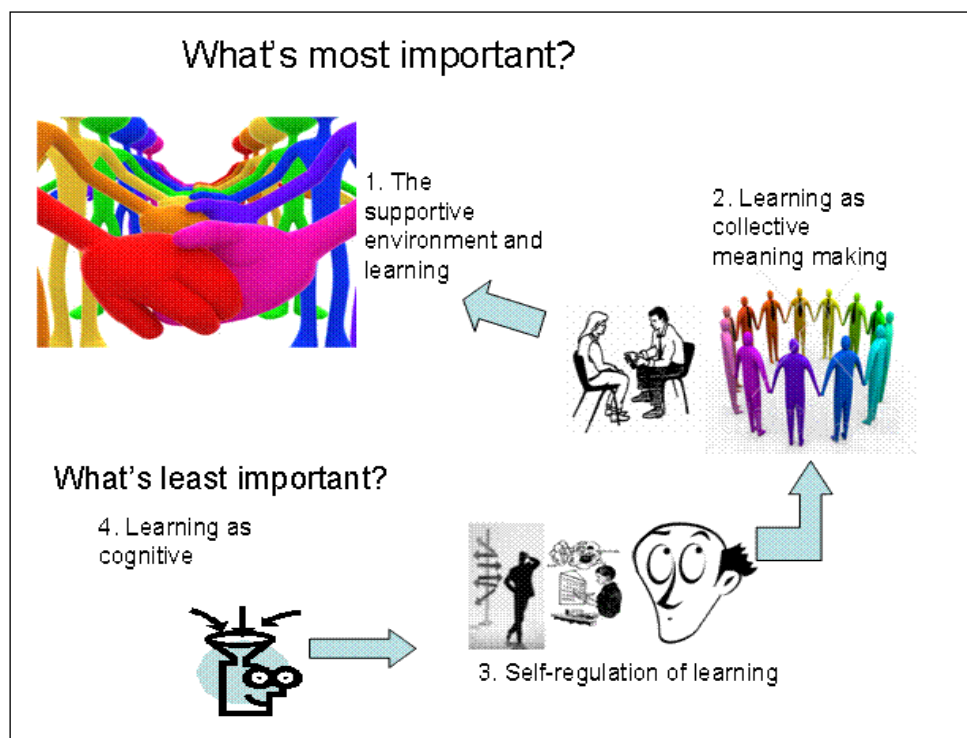 What's most important?
1. The
supportive
environment and
learning
2. Learning as
collective
meaning making
What's least important?
4. Learning as
cognitive
3. Self-regulation of learning